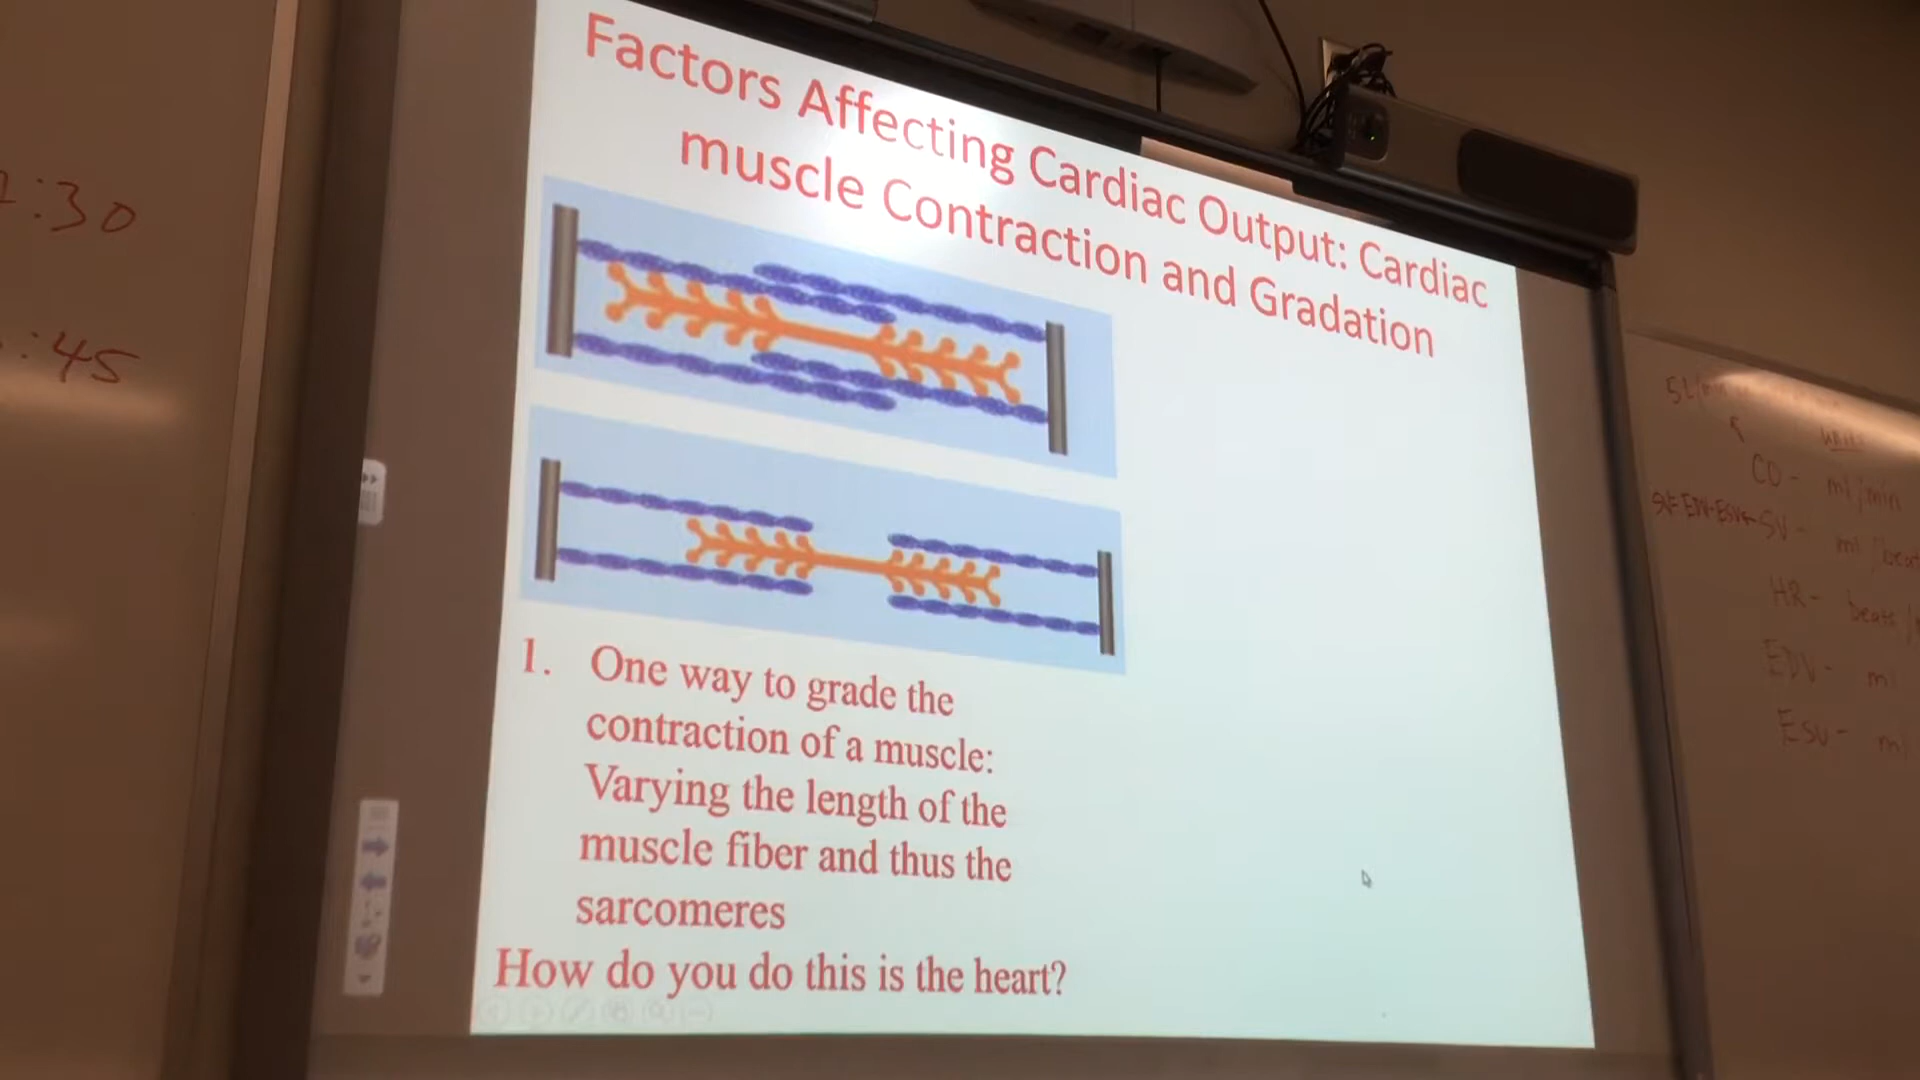 Factors Affecting Cardiac Output: Cardiac
muscle Contraction and Gradation
1. One way to grade the
contraction of a muscle:
Varying the length of the
muscle fiber and thus the
sarcomeres
How do you do this is the heart?
:30
:45
CO - ml/min
SV - ml/beat
HR - beats/
EDV - ml
ESV - ml